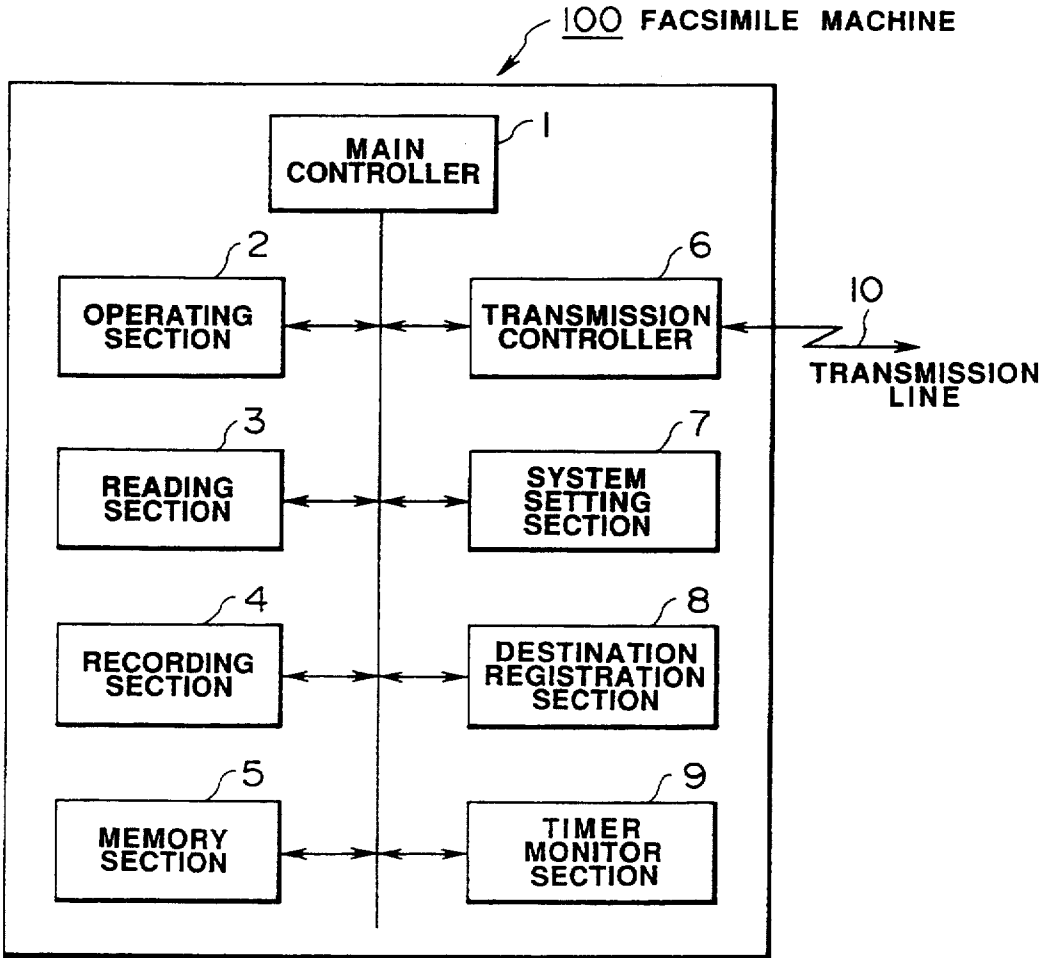 100 FACSIMILE MACHINE
1
MAIN
CONTROLLER
2
OPERATING
SECTION
6
TRANSMISSION
CONTROLLER
10
TRANSMISSION
LINE
3
READING
SECTION
7
SYSTEM
SETTING
SECTION
4
RECORDING
SECTION
8
DESTINATION
REGISTRATION
SECTION
5
MEMORY
SECTION
9
TIMER
MONITOR
SECTION